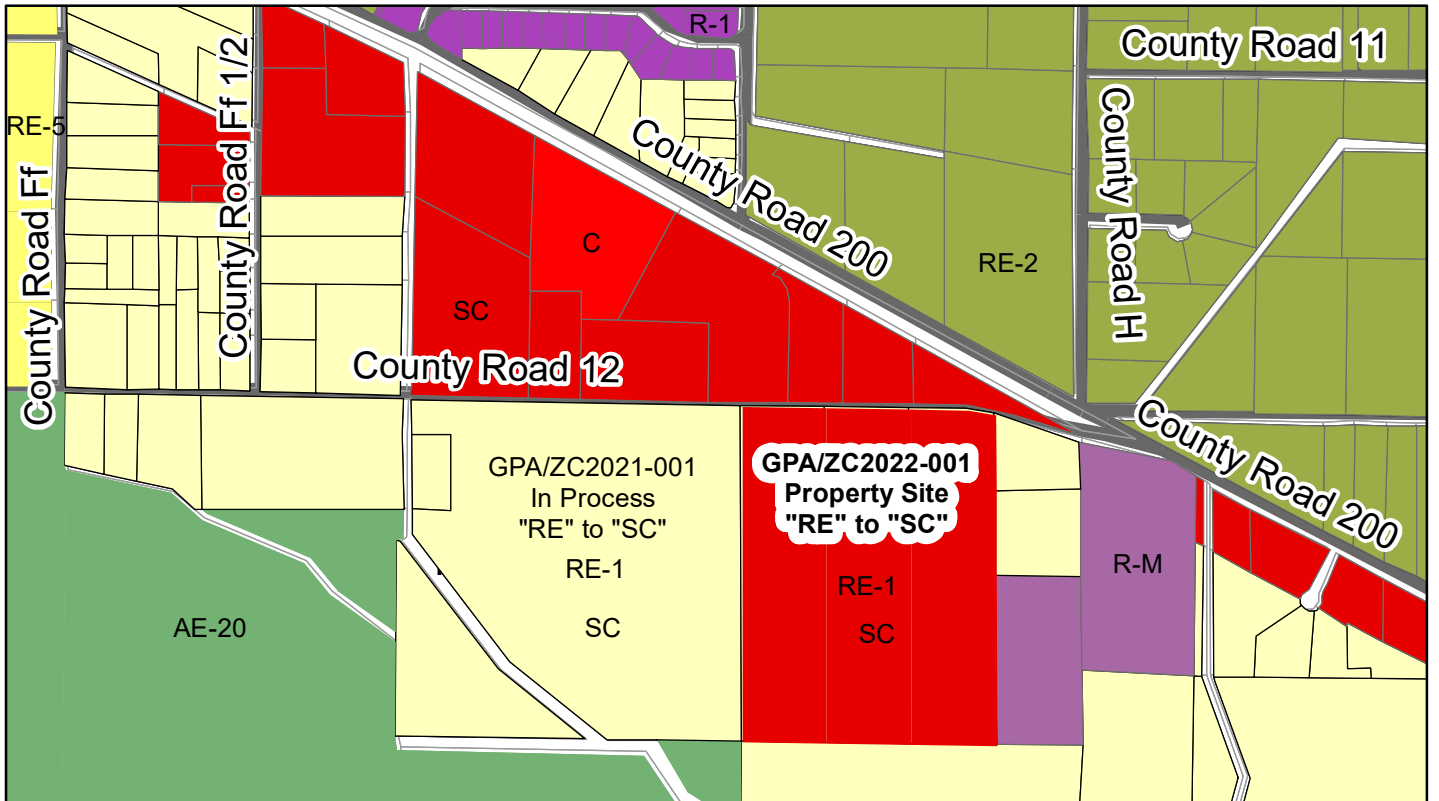 R-1
County Road 11
RE-5
County Road Ff 1/2
County Road Ff
County Road 200
County Road H
C
RE-2
SC
County Road 12
County Road 200
GPA/ZC2021-001
In Process
"RE" to "SC"
RE-1
SC
GPA/ZC2022-001
Property Site
"RE" to "SC"
RE-1
SC
R-M
AE-20